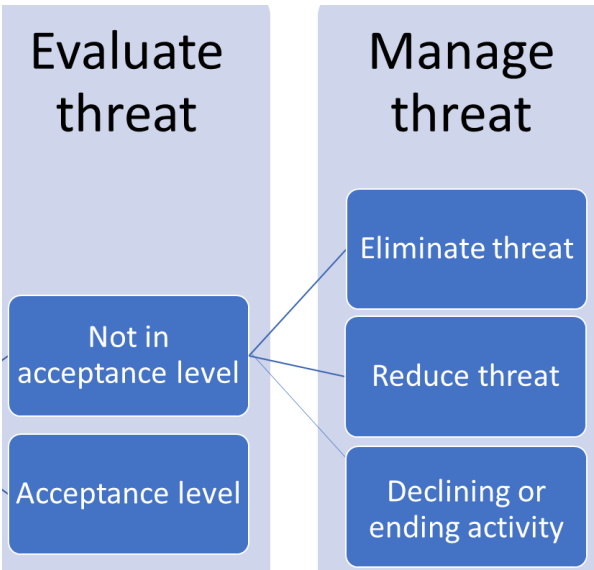 Evaluate
threat
Not in
acceptance level
Acceptance level
Manage
threat
Eliminate threat
Reduce threat
Declining or
ending activity